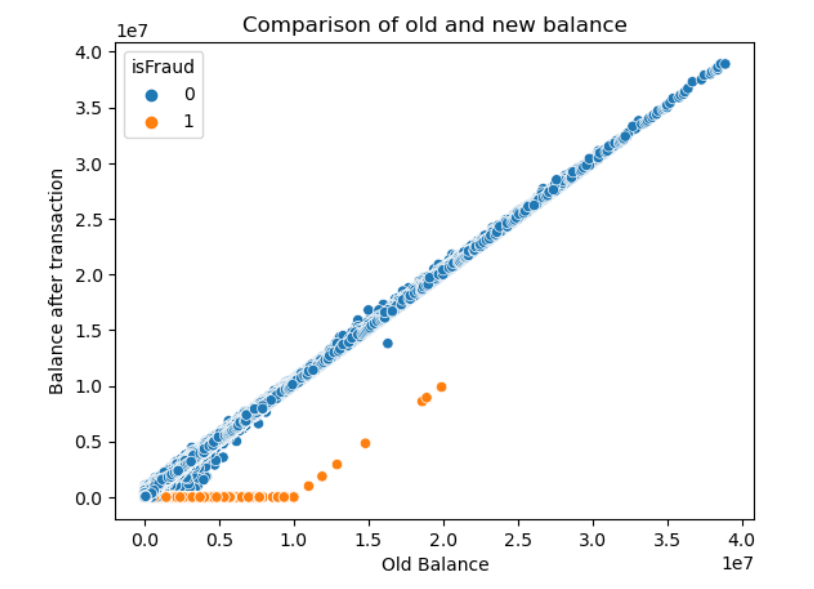 Comparison of old and new balance
1e7
4.0
3.5
3.0
2.5
2.0
1.5
1.0
0.5
0.0
Balance after transaction
isFraud
0
1
0.0 0.5 1.0 1.5 2.0 2.5 3.0 3.5 4.0
1e7
Old Balance